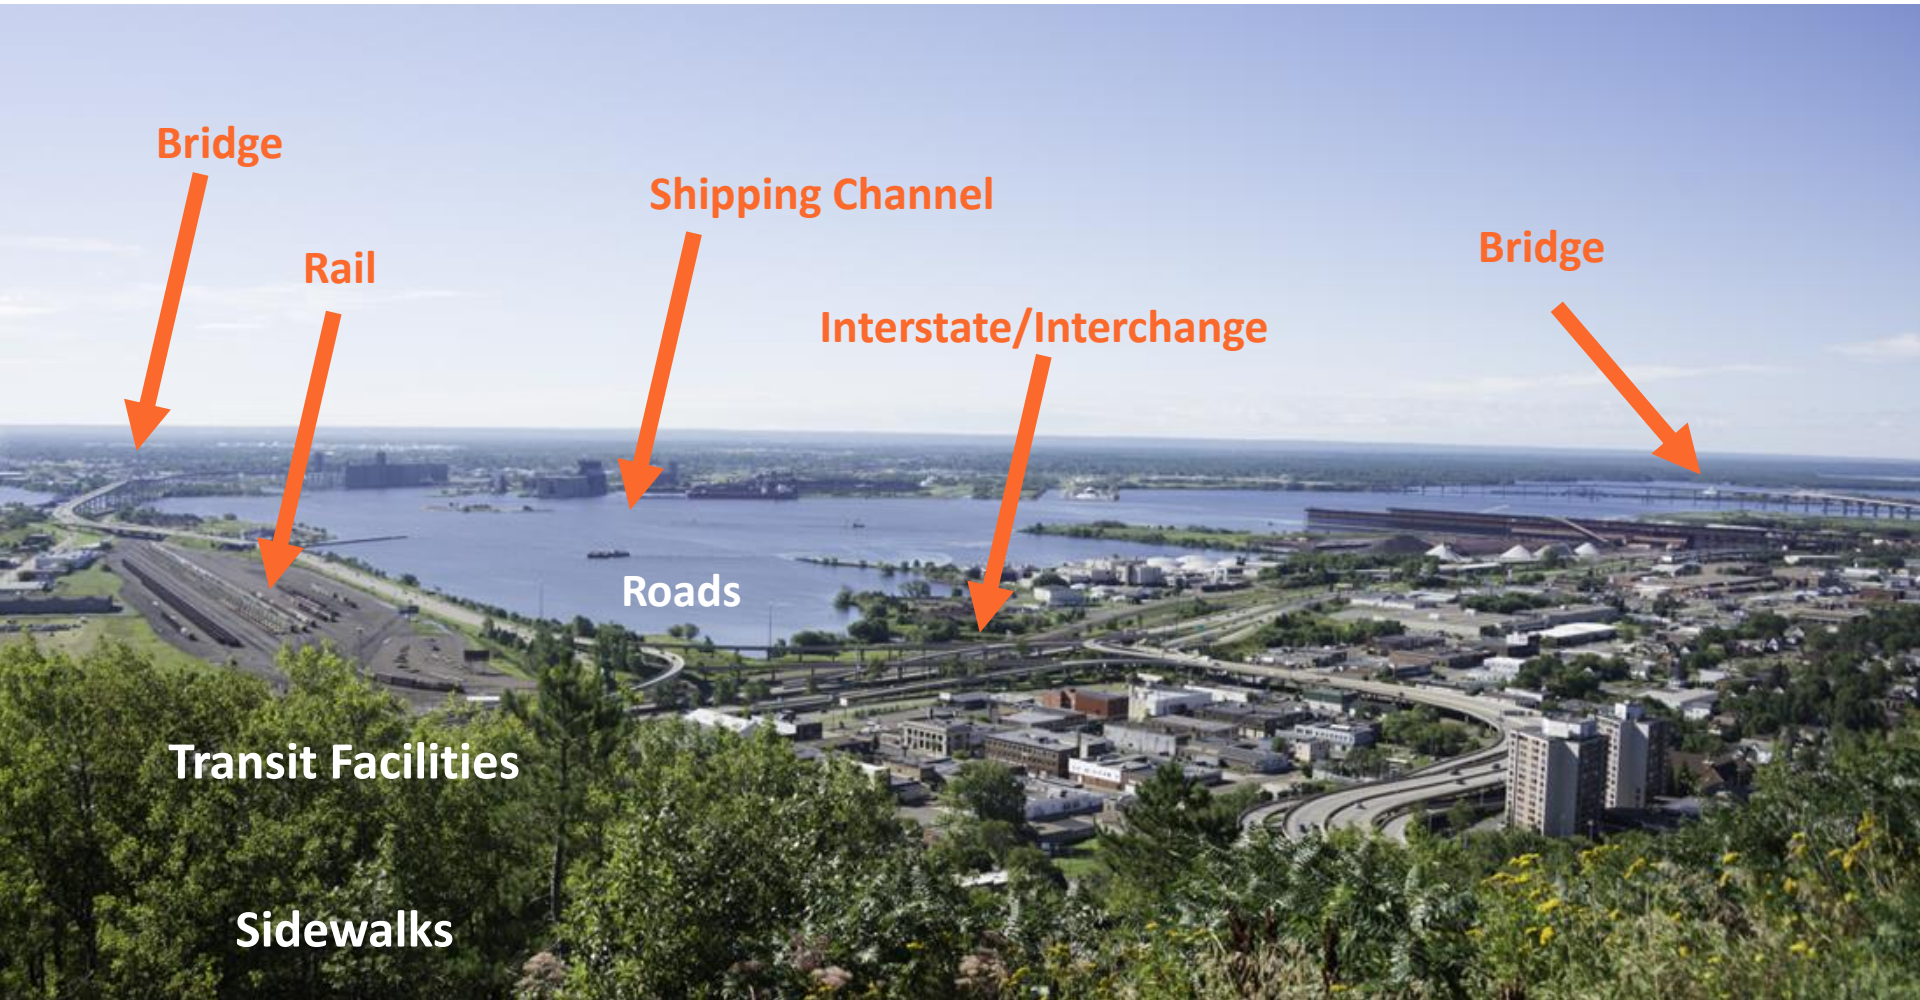 Bridge
Shipping Channel
Bridge
Rail
Interstate/Interchange
Roads
Transit Facilities
Sidewalks